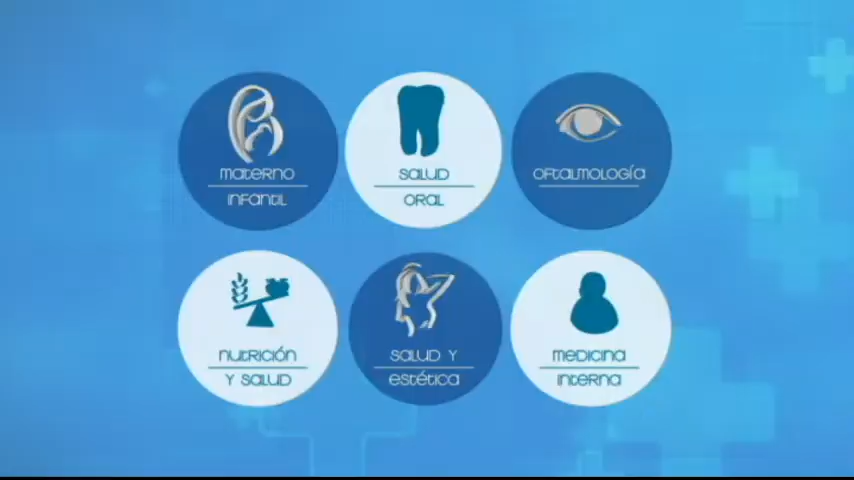 MATERNO
INFANTIL
SALUD
ORAL
OFTALMOLOGÍA
NUTRICIÓN
Y SALUD
SALUD Y
ESTÉTICA
MEDICINA
INTERNA